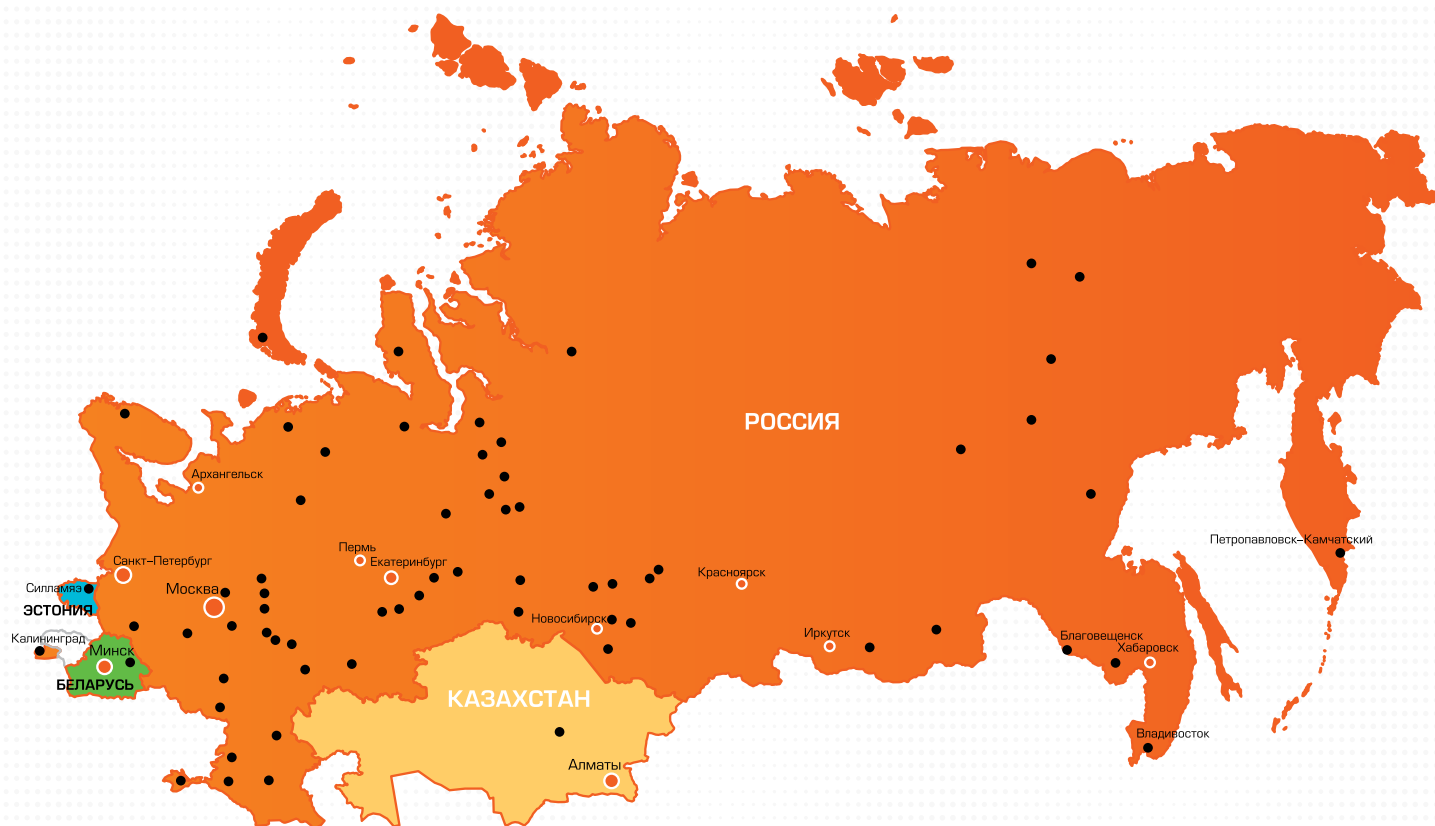 РОССИЯ
Архангельск
Петропавловск-Камчатский
Пермь
Санкт-Петербург
Екатеринбург
Красноярск
Силламяэ
Москва
ЭСТОНИЯ
Новосибирск
Калининград
Иркутск
Благовещенск
Хабаровск
Минск
БЕЛАРУСЬ
КАЗАХСТАН
Владивосток
Алматы